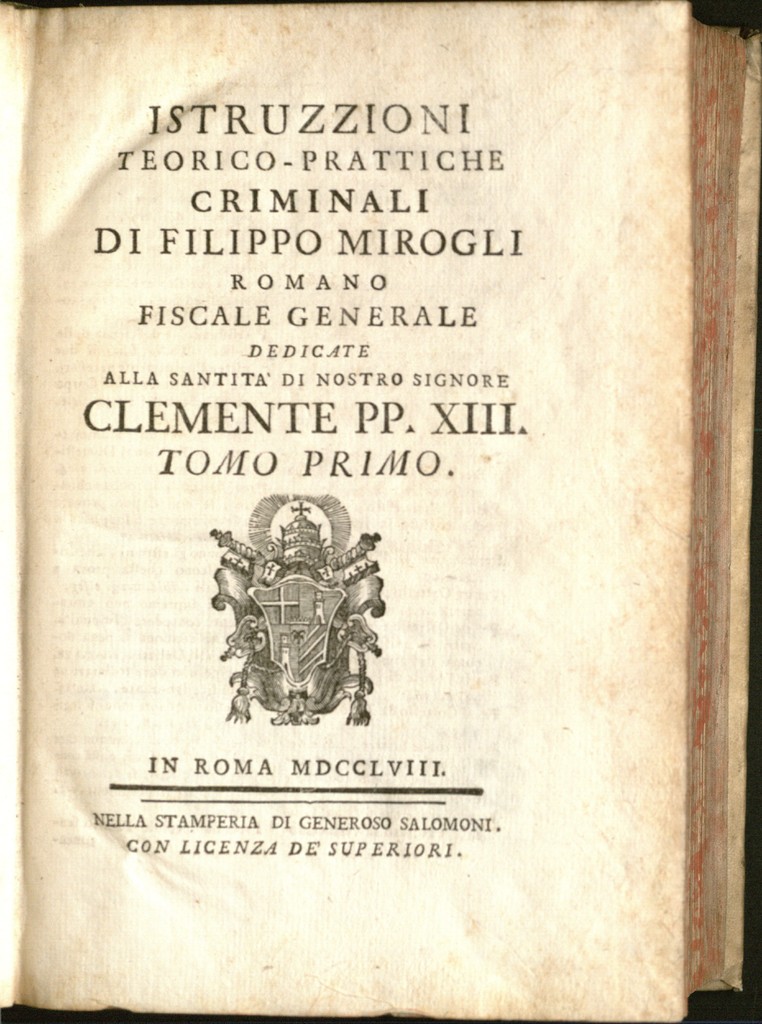 ISTRUZZIONI
TEORICO-PRATTICHE
CRIMINALI
DI FILIPPO MIROGLI
ROMANO
FISCALE GENERALE
DEDICATE
ALLA SANTITA' DI NOSTRO SIGNORE
CLEMENTE PP. XIII.
TOMO PRIMO.
IN ROMA MDCCLVIII.
NELLA STAMPERIA DI GENEROSO SALOMONI.
CON LICENZA DE' SUPERIORI.